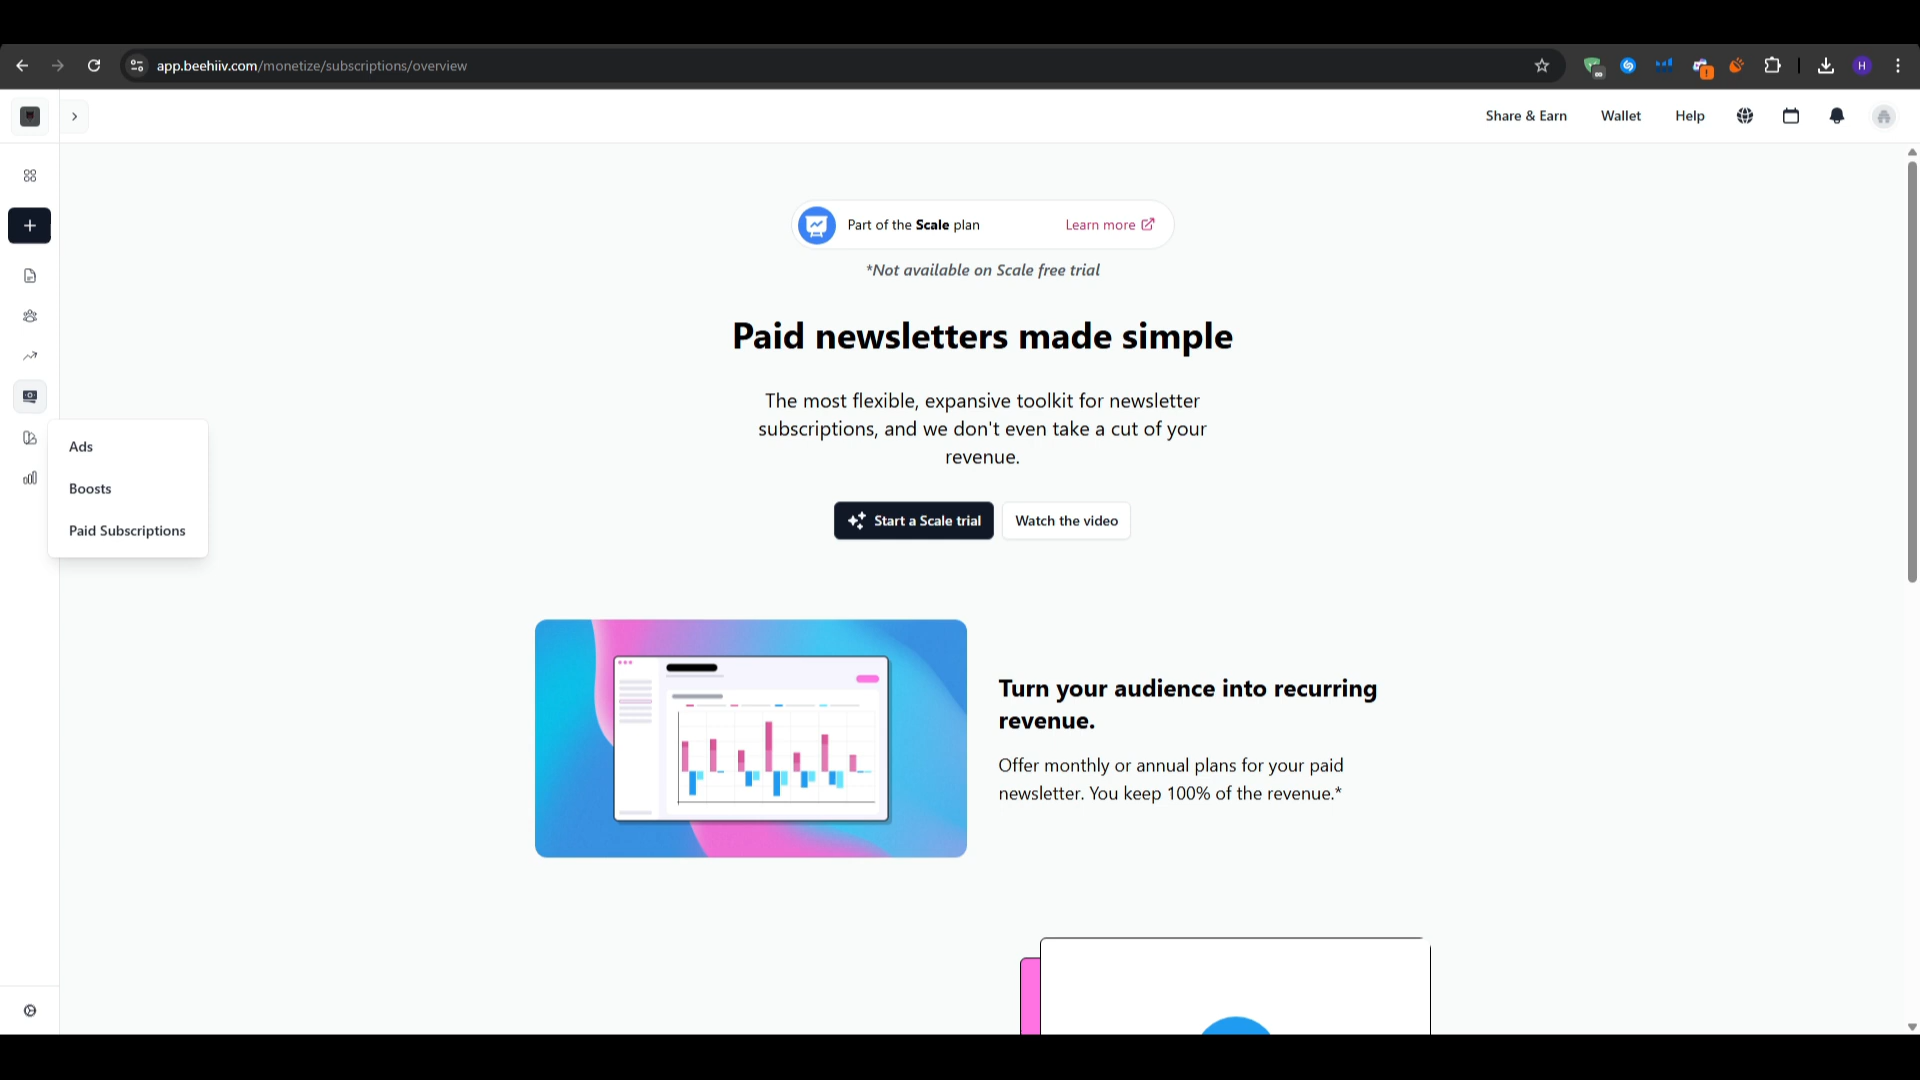 app.beehiiv.com/monetize/subscriptions/overview
H
Share & Earn
Wallet
Help
Part of the Scale plan
Learn more
*Not available on Scale free trial
Paid newsletters made simple
The most flexible, expansive toolkit for newsletter
subscriptions, and we don't even take a cut of your
revenue.
Start a Scale trial
Watch the video
Ads
Boosts
Paid Subscriptions
Turn your audience into recurring
revenue.
Offer monthly or annual plans for your paid
newsletter. You keep 100% of the revenue.*